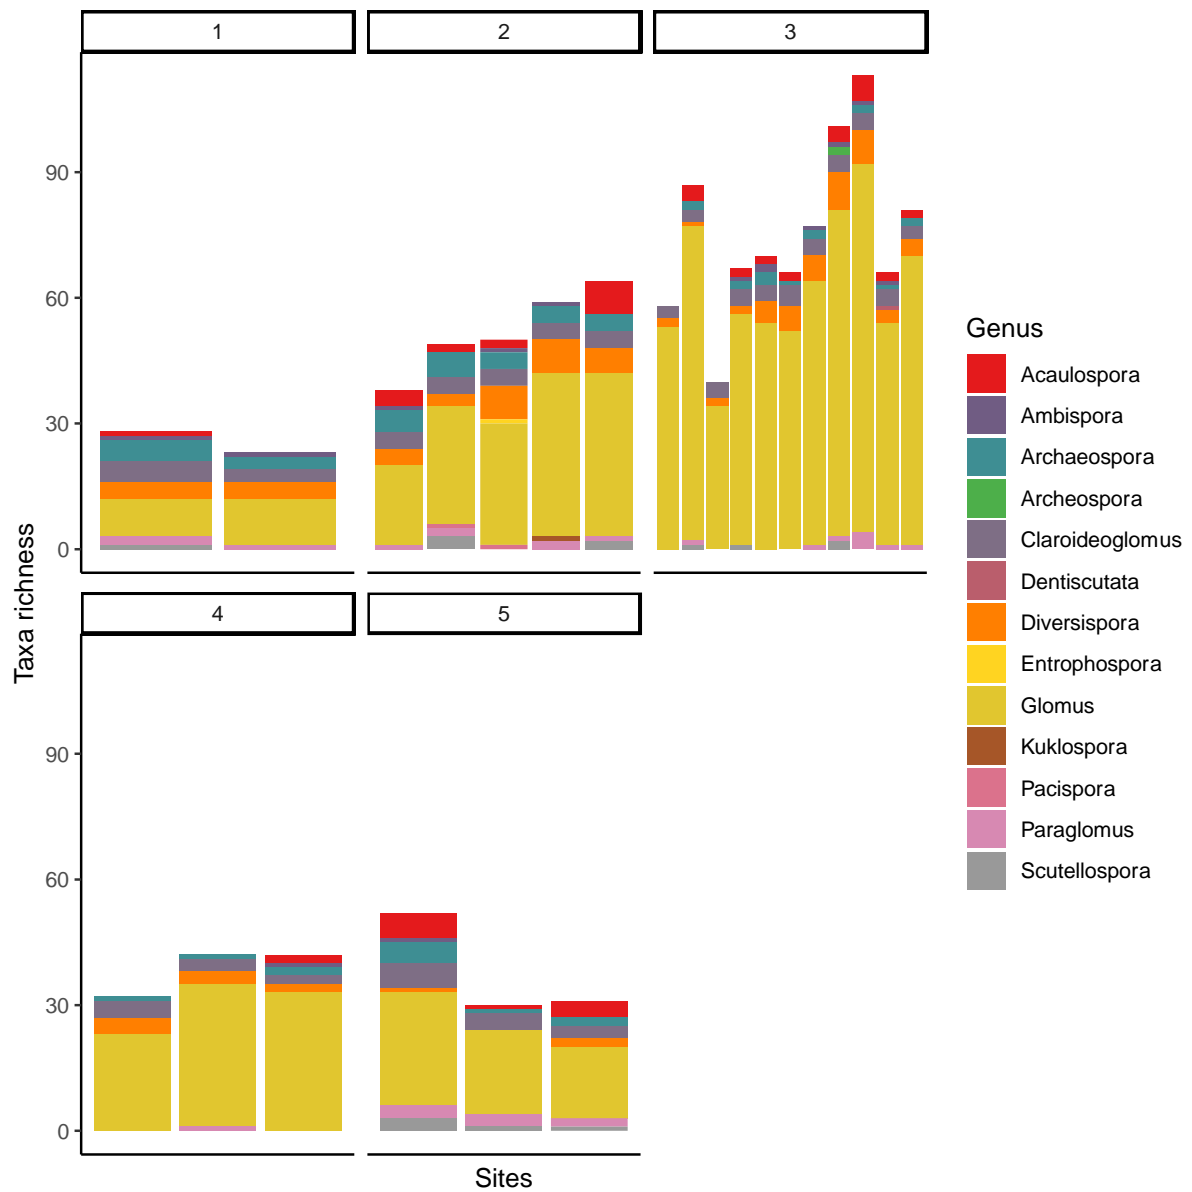 1
2
3
90
60
30
0
Taxa richness
4
5
90
60
30
0
Sites
Genus
Acaulospora
Ambispora
Archaeospora
Archeospora
Claroideoglomus
Dentiscutata
Diversispora
Entrophospora
Glomus
Kuklospora
Pacispora
Paraglomus
Scutellospora